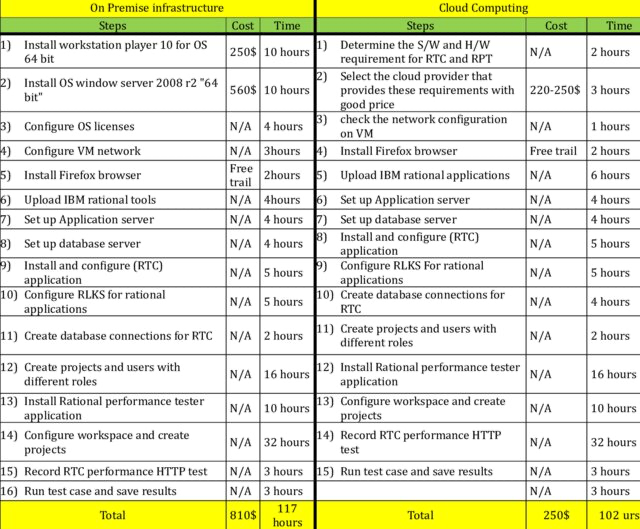 On Premise infrastructure Cloud Computing
Steps Cost Time Steps Cost Time
1) Install workstation player 10 for OS 64 bit 250$ 10 hours 1) Determine the S/W and H/W requirement for RTC and RPT N/A 2 hours
2) Install OS window server 2008 r2 "64 bit" 560$ 10 hours 2) Select the cloud provider that provides these requirements with good price 220-250$ 3 hours
3) Configure OS licenses N/A 4 hours 3) check the network configuration on VM N/A 1 hours
4) Configure VM network N/A 3hours 4) Install Firefox browser Free trail 2 hours
5) Install Firefox browser Free trail 2hours 5) Upload IBM rational applications N/A 6 hours
6) Upload IBM rational tools N/A 4hours 6) Set up Application server N/A 4 hours
7) Set up Application server N/A 4 hours 7) Set up database server N/A 4 hours
8) Set up database server N/A 4 hours 8) Install and configure (RTC) application N/A 5 hours
9) Install and configure (RTC) application N/A 5 hours 9) Configure RLKS For rational applications N/A 5 hours
10) Configure RLKS for rational applications N/A 5 hours 10) Create database connections for RTC N/A 4 hours
11) Create database connections for RTC N/A 2 hours 11) Create projects and users with different roles N/A 2 hours
12) Create projects and users with different roles N/A 16 hours 12) Install Rational performance tester application N/A 16 hours
13) Install Rational performance tester application N/A 10 hours 13) Configure workspace and create projects N/A 10 hours
14) Configure workspace and create projects N/A 32 hours 14) Record RTC performance HTTP test N/A 32 hours
15) Record RTC performance HTTP test N/A 3 hours 15) Run test case and save results N/A 3 hours
16) Run test case and save results N/A 3 hours N/A 3 hours
Total 810$ 117 hours Total 250$ 102 urs